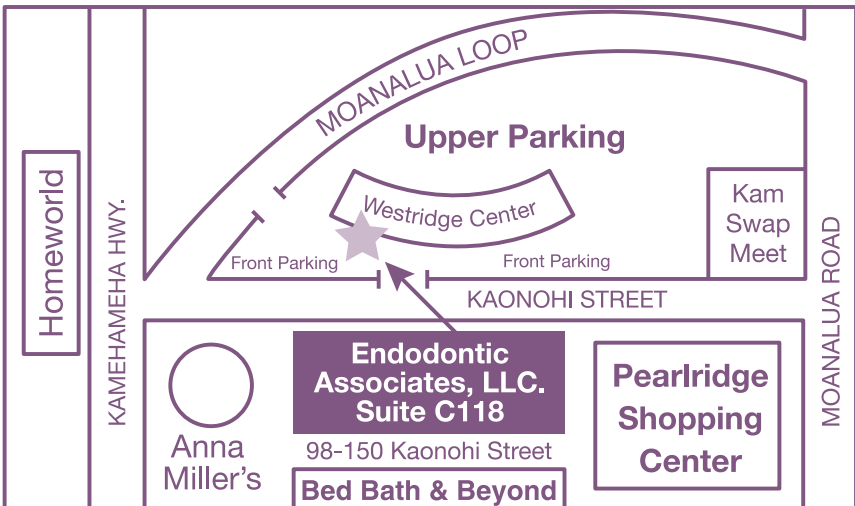 MOANALUA LOOP
Upper Parking
Homeworld
KAMEHAMEHA HWY.
Westridge Center
Kam
Swap
Meet
Front Parking
Front Parking
KAONOHI STREET
MOANALUA ROAD
Endodontic
Associates, LLC.
Suite C118
98-150 Kaonohi Street
Anna
Miller's
Pearlridge
Shopping
Center
Bed Bath & Beyond